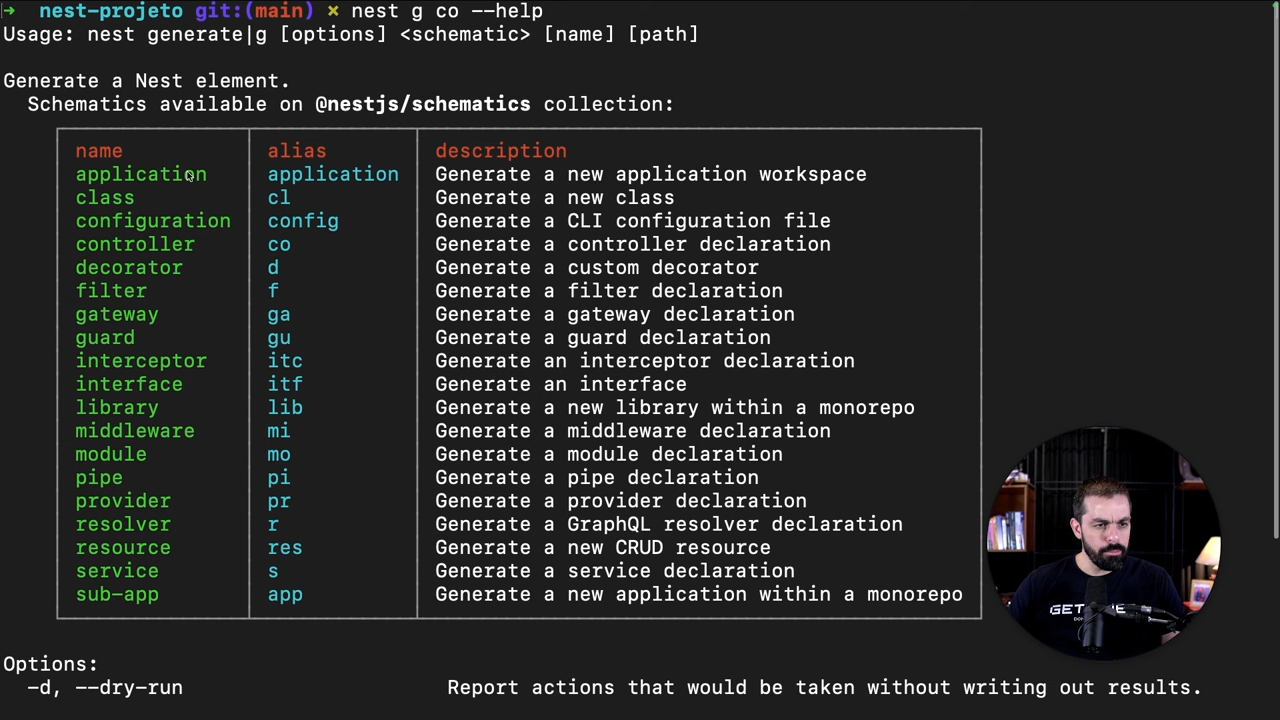 → nest-projeto git:(main) × nest g co --help
Usage: nest generate|g [options] <schematic> [name] [path]
Generate a Nest element.
Schematics available on @nestjs/schematics collection:
name alias description
application application Generate a new application workspace
class cl Generate a new class
configuration config Generate a CLI configuration file
controller co Generate a controller declaration
decorator d Generate a custom decorator
filter f Generate a filter declaration
gateway ga Generate a gateway declaration
guard gu Generate a guard declaration
interceptor itc Generate an interceptor declaration
interface itf Generate an interface
library lib Generate a new library within a monorepo
middleware mi Generate a middleware declaration
module mo Generate a module declaration
pipe pi Generate a pipe declaration
provider pr Generate a provider declaration
resolver r Generate a GraphQL resolver declaration
resource res Generate a new CRUD resource
service s Generate a service declaration
sub-app app Generate a new application within a monorepo
Options:
-d, --dry-run Report actions that would be taken without writing out results.